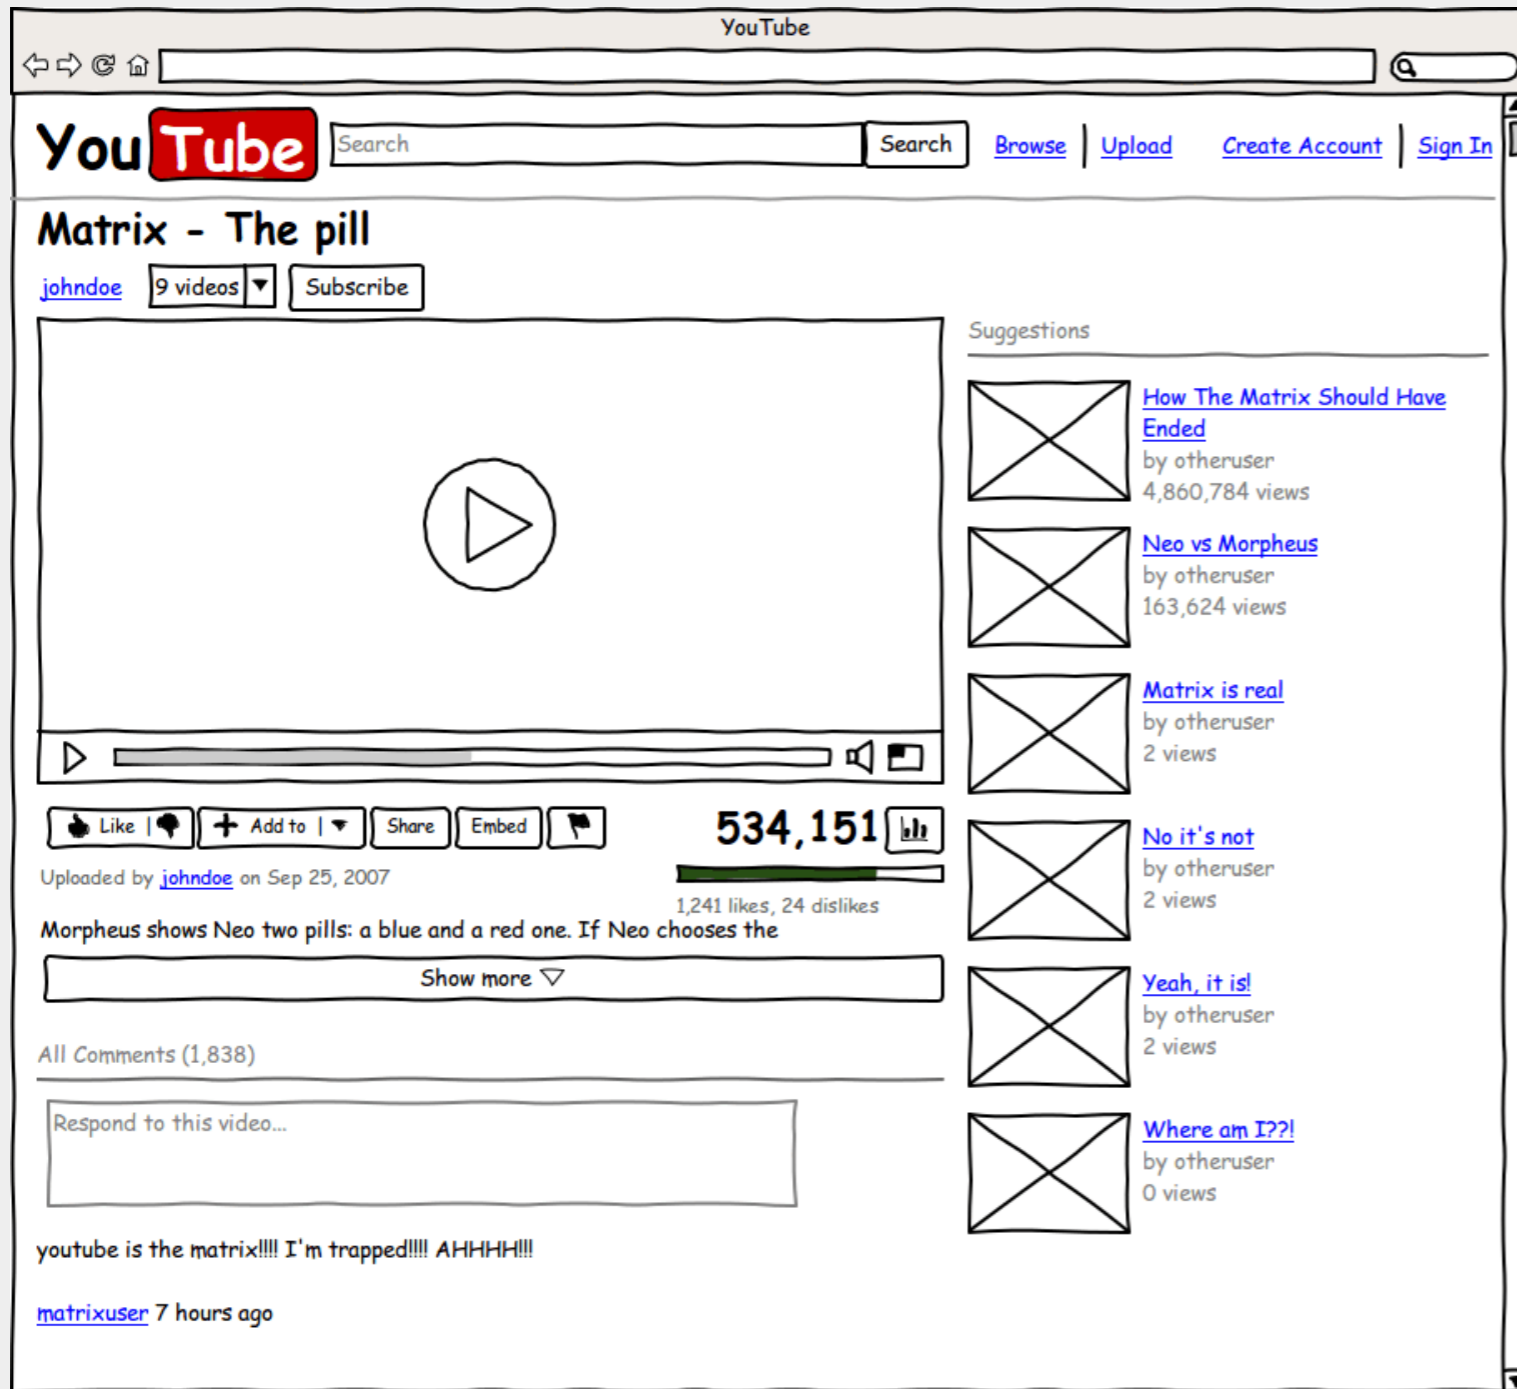 YouTube
YouTube
Search
Search
Browse
Upload
Create Account
Sign In
Matrix - The pill
johndoe
9 videos
Subscribe
Like
Add to
Share
Embed
534,151
Uploaded by johndoe on Sep 25, 2007
1,241 likes, 24 dislikes
Morpheus shows Neo two pills: a blue and a red one. If Neo chooses the
Show more
All Comments (1,838)
Respond to this video...
youtube is the matrix!!!! I'm trapped!!!! AHHHH!!!
matrixuser 7 hours ago
Suggestions
How The Matrix Should Have
Ended
by otheruser
4,860,784 views
Neo vs Morpheus
by otheruser
163,624 views
Matrix is real
by otheruser
2 views
No it's not
by otheruser
2 views
Yeah, it is!
by otheruser
2 views
Where am I??!
by otheruser
0 views